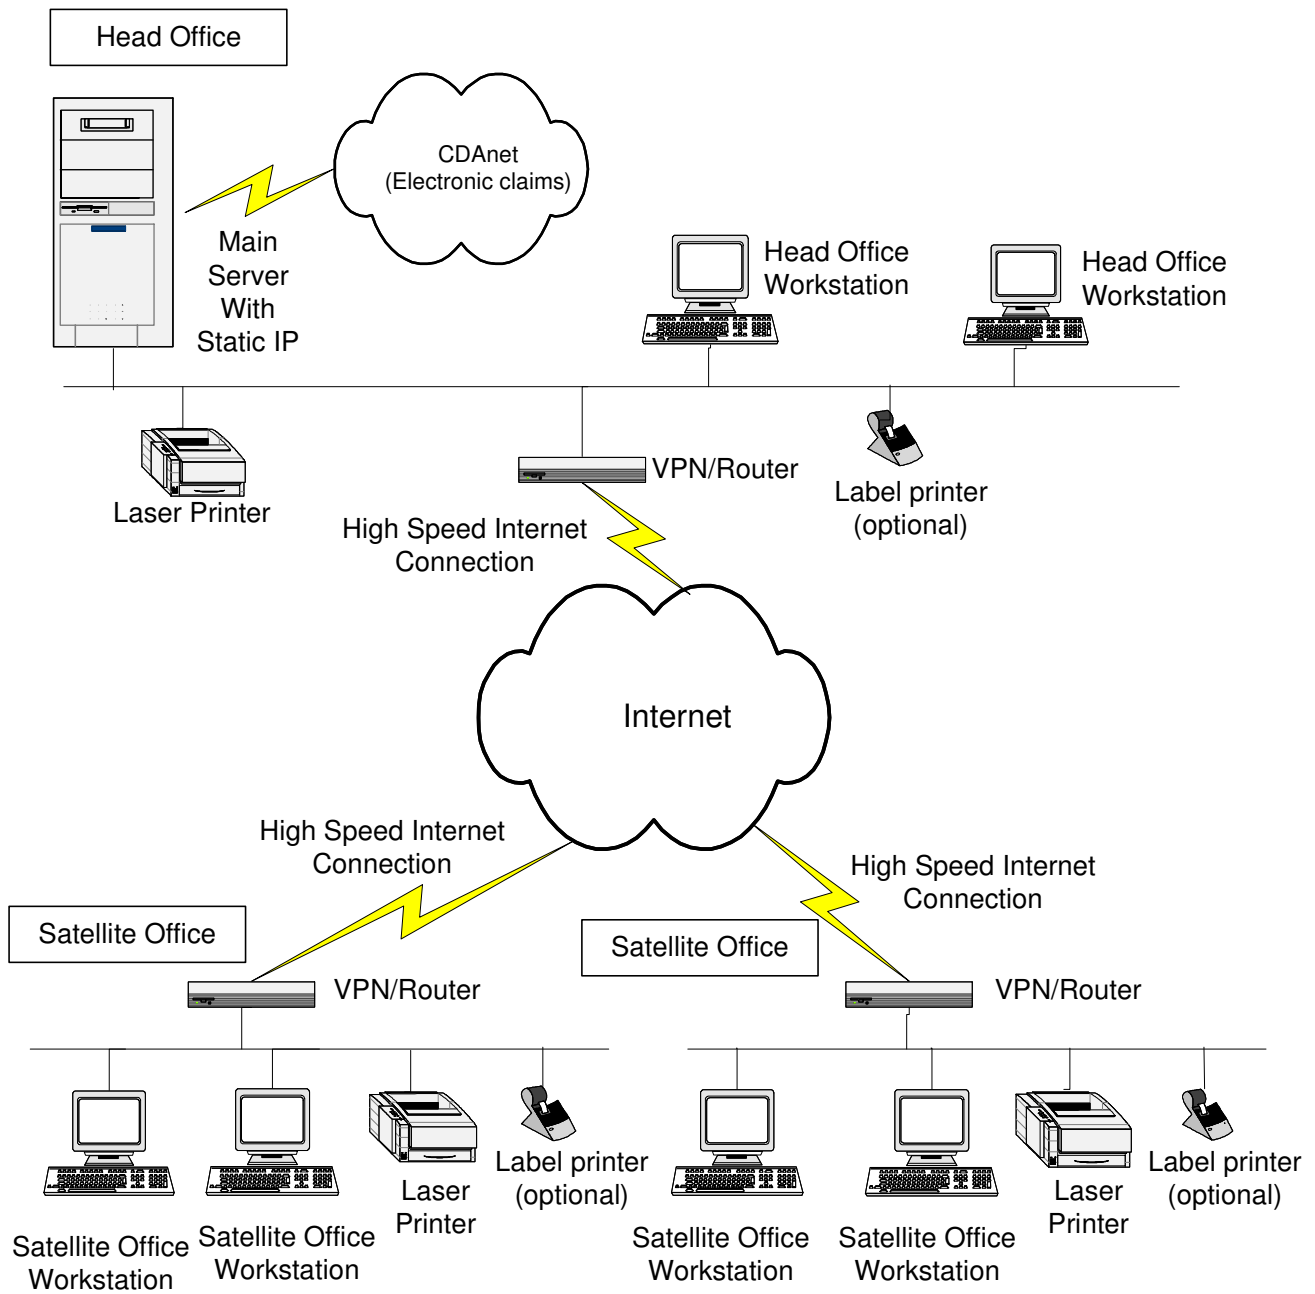 Head Office
CDAnet
(Electronic claims)
Main
Server
With
Static IP
Head Office
Workstation
Head Office
Workstation
Laser Printer
VPN/Router
Label printer
(optional)
High Speed Internet
Connection
Internet
High Speed Internet
Connection
High Speed Internet
Connection
Satellite Office
Satellite Office
VPN/Router
VPN/Router
Satellite Office
Workstation
Satellite Office
Workstation
Laser
Printer
Label printer
(optional)
Satellite Office
Workstation
Satellite Office
Workstation
Laser
Printer
Label printer
(optional)